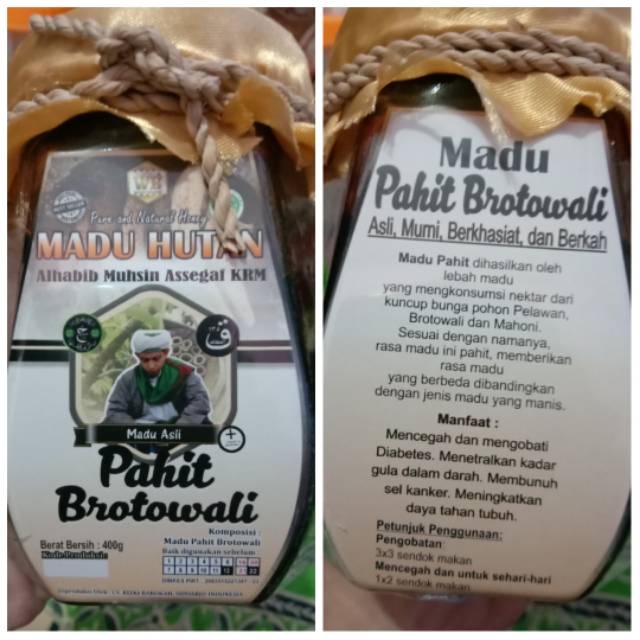 Pure and Natural Honey
MADU HUTAN
Alhabib Muhsin Assegaf KRM
Madu Asli
Pahit
Brotowali
Komposisi :
Madu Pahit Brotowali
Berat Bersih : 400g
Baik digunakan sebelum :
Kode Produksi:
Madu
Pahit Brotowali
Asli, Murni, Berkhasiat, dan Berkah
Madu Pahit dihasilkan oleh
lebah madu
yang mengkonsumsi nektar dari
kuncup bunga pohon Pelawan,
Brotowali dan Mahoni.
Sesuai dengan namanya,
rasa madu ini pahit, memberikan
rasa madu
yang berbeda dibandingkan
dengan jenis madu yang manis.
Manfaat :
Mencegah dan mengobati
Diabetes. Menetralkan kadar
gula dalam darah. Membunuh
sel kanker. Meningkatkan
daya tahan tubuh.
Petunjuk Penggunaan:
Pengobatan:
3x3 sendok makan
Mencegah dan untuk sehari-hari
1x2 sendok makan